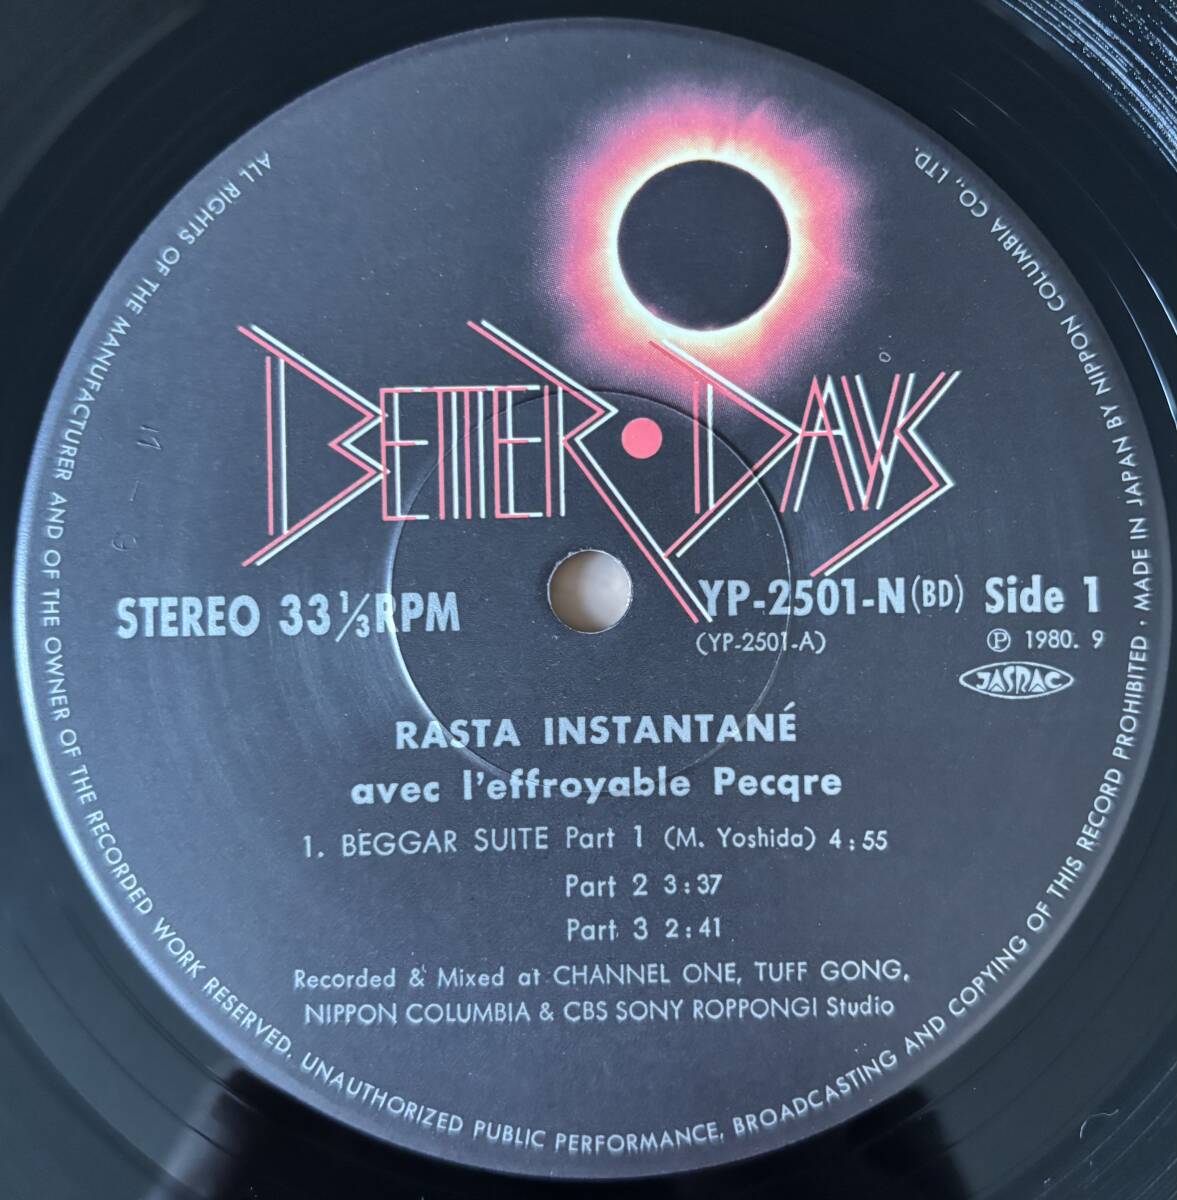 BETTER • DAYS
STEREO 33 1/3 RPM
YP-2501-N (BD) Side 1
(YP-2501-A)
Ⓟ 1980. 9
JASRAC
RASTA INSTANTANÉ
avec l'effroyable Pecqre
1. BEGGAR SUITE Part 1 (M. Yoshida) 4:55
Part 2 3:37
Part 3 2:41
Recorded & Mixed at CHANNEL ONE, TUFF GONG,
NIPPON COLUMBIA & CBS SONY ROPPONGI Studio
ALL RIGHTS OF THE MANUFACTURER AND OF THE OWNER OF THE RECORDED WORK RESERVED. UNAUTHORIZED PUBLIC PERFORMANCE, BROADCASTING AND COPYING OF THIS RECORD PROHIBITED • MADE IN JAPAN BY NIPPON COLUMBIA CO., LTD.